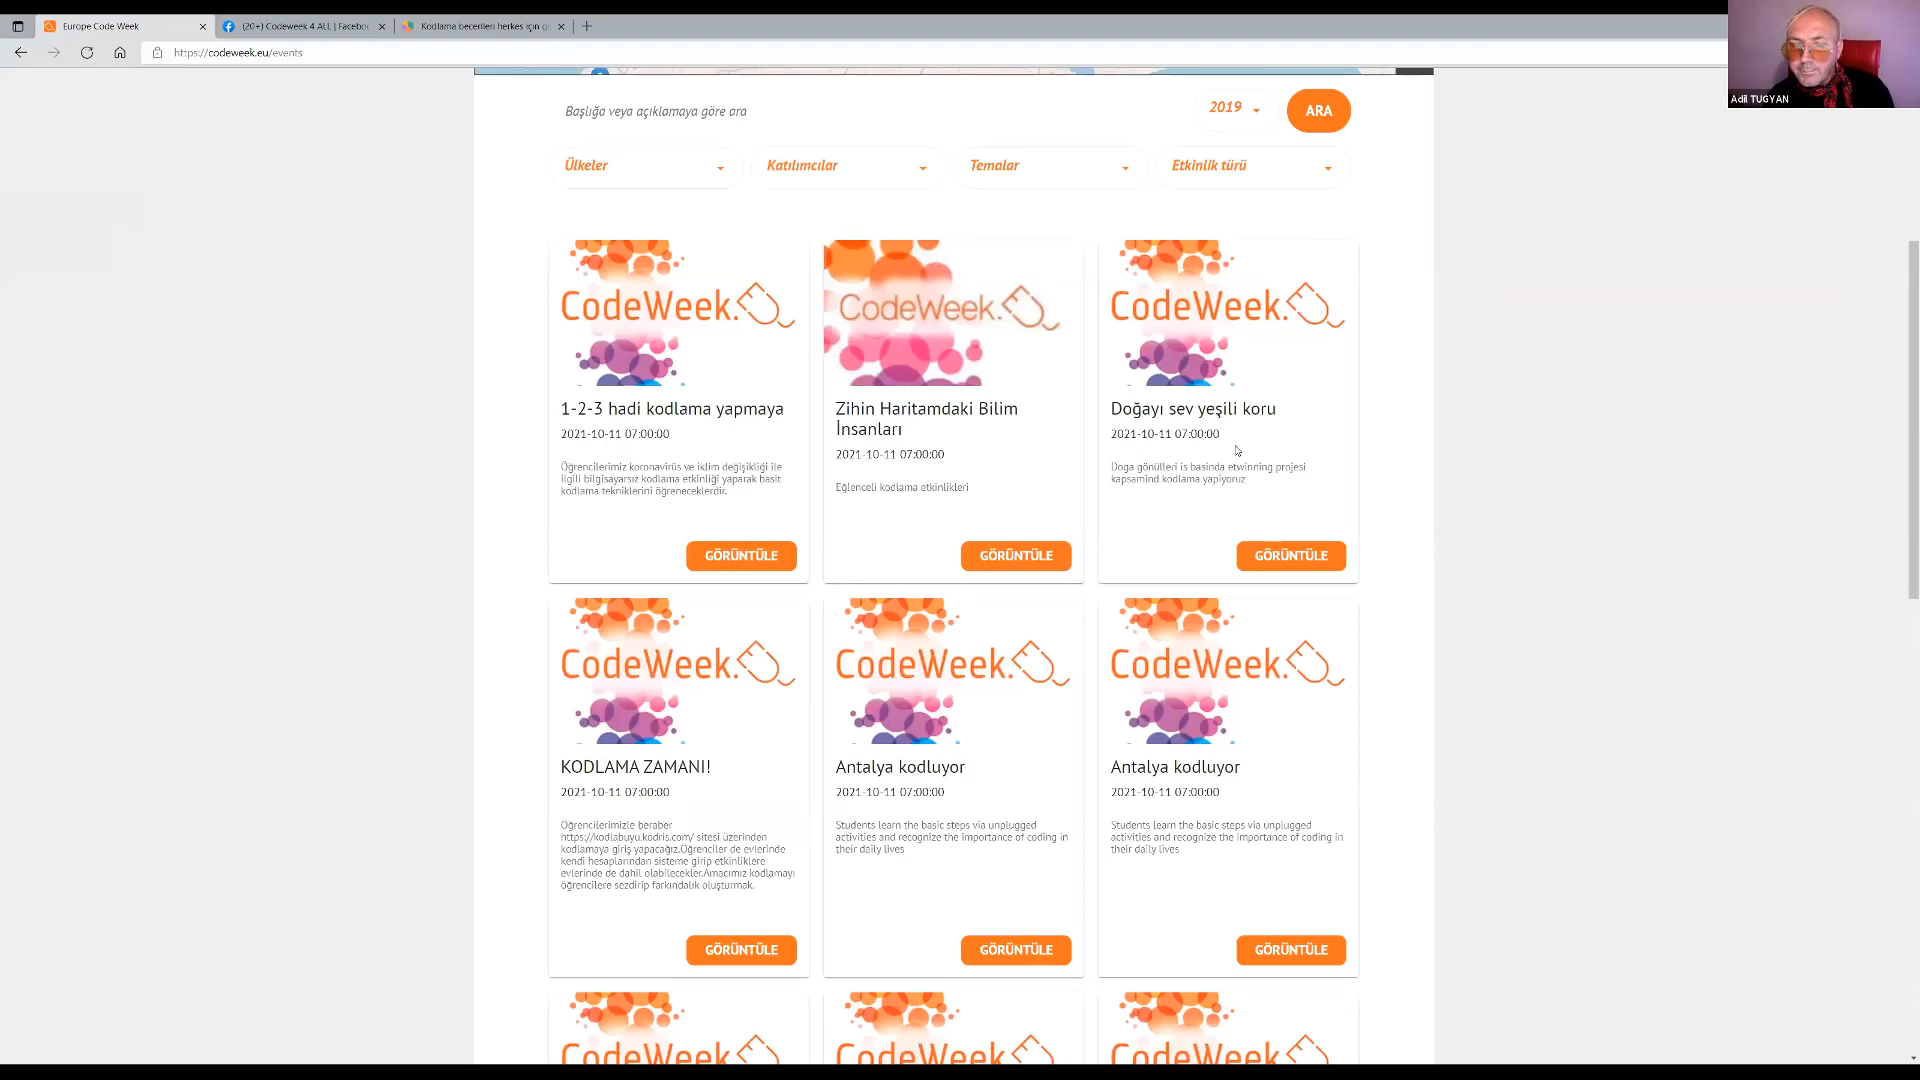 Europe Code Week
(20+) Codeweek 4 ALL | Facebo
Kodlama becerileri herkes için g
https://codeweek.eu/events
Adil TUGYAN
Başlığa veya açıklamaya göre ara
2019
ARA
Ülkeler
Katılımcılar
Temalar
Etkinlik türü
CodeWeek.
1-2-3 hadi kodlama yapmaya
2021-10-11 07:00:00
Öğrencilerimiz koronavirüs ve iklim değişikliği ile
ilgili bilgisayarsız kodlama etkinliği yaparak basit
kodlama tekniklerini öğreneceklerdir.
GÖRÜNTÜLE
CodeWeek.
Zihin Haritamdaki Bilim
İnsanları
2021-10-11 07:00:00
Eğlenceli kodlama etkinlikleri
GÖRÜNTÜLE
CodeWeek.
Doğayı sev yeşili koru
2021-10-11 07:00:00
Doga gönülleri is basinda etwinning projesi
kapsamind kodlama yapiyoruz
GÖRÜNTÜLE
CodeWeek.
KODLAMA ZAMANI!
2021-10-11 07:00:00
Öğrencilerimizle beraber
https://kodlabuyu.kodris.com/ sitesi üzerinden
kodlamaya giriş yapacağız.Öğrenciler de evlerinde
kendi hesaplarından sisteme girip etkinliklere
evlerinde de dahil olabilecekler.Amacımız kodlamayı
öğrencilere sezdirip farkındalık oluşturmak.
GÖRÜNTÜLE
CodeWeek.
Antalya kodluyor
2021-10-11 07:00:00
Students learn the basic steps via unplugged
activities and recognize the importance of coding in
their daily lives
GÖRÜNTÜLE
CodeWeek.
Antalya kodluyor
2021-10-11 07:00:00
Students learn the basic steps via unplugged
activities and recognize the importance of coding in
their daily lives
GÖRÜNTÜLE
CodeWeek.
CodeWeek.
CodeWeek.